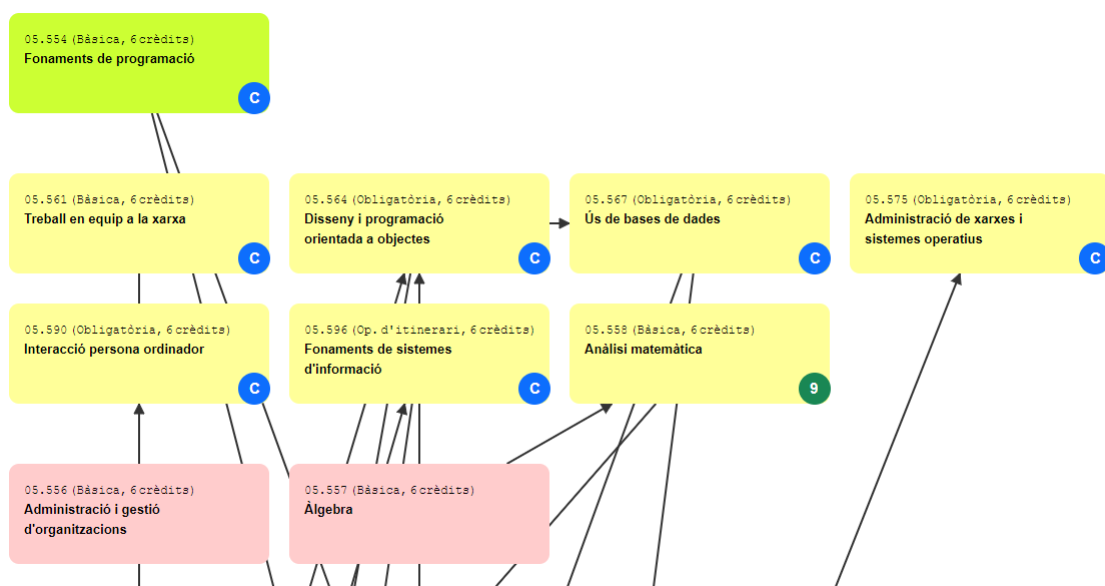 05.554 (Bàsica, 6 crèdits)
Fonaments de programació
C
05.561 (Bàsica, 6 crèdits)
Treball en equip a la xarxa
C
05.564 (Obligatòria, 6 crèdits)
Disseny i programació
orientada a objectes
C
05.567 (Obligatòria, 6 crèdits)
Ús de bases de dades
C
05.575 (Obligatòria, 6 crèdits)
Administració de xarxes i
sistemes operatius
C
05.590 (Obligatòria, 6 crèdits)
Interacció persona ordinador
C
05.596 (Op. d'itinerari, 6 crèdits)
Fonaments de sistemes
d'informació
C
05.558 (Bàsica, 6 crèdits)
Anàlisi matemàtica
9
05.556 (Bàsica, 6 crèdits)
Administració i gestió
d'organitzacions
05.557 (Bàsica, 6 crèdits)
Àlgebra